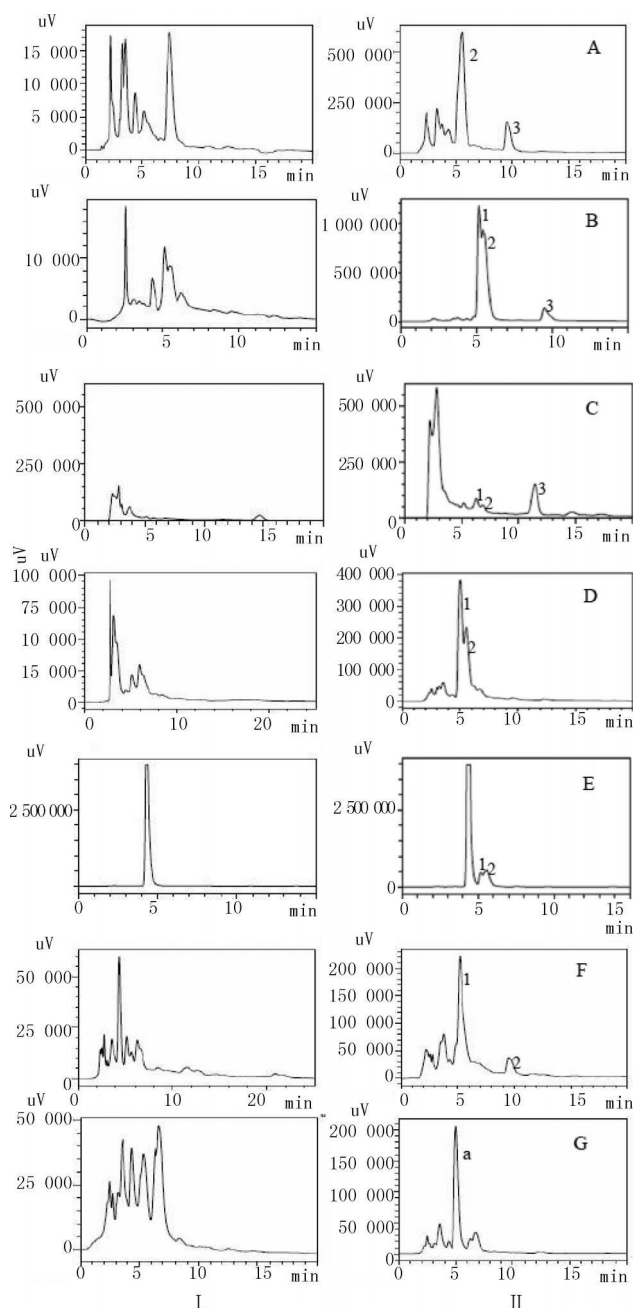 uV uV
15 000 500 000 2 A
10 000
5 000 250 000 3
0 0
0 5 10 15 min 0 5 10 15 min
uV uV
1 000 000 1 B
10 000 2
500 000 3
0 0
0 5 10 min 0 5 10 15 min
uV uV
500 000 500 000 C
250 000 250 000 1 2 3
0 0
0 5 10 15 min 0 5 10 15 min
uV uV uV
100 000 400 000 1 D
75 000 300 000
10 000 200 000 2
15 000 100 000
0 0
0 10 20 min 0 5 10 15 min
uV uV
2 500 000 2 500 000 E
1 2
0 0
0 5 10 min 0 5 10 15 min
uV uV
50 000 200 000 1 F
150 000
25 000 100 000
50 000 2
0 0
0 10 20 min 0 5 10 15 min
uV uV
50 000 200 000 G
150 000 a
25 000 100 000
50 000
0 0
0 5 10 15 min 0 5 10 15 min
I II